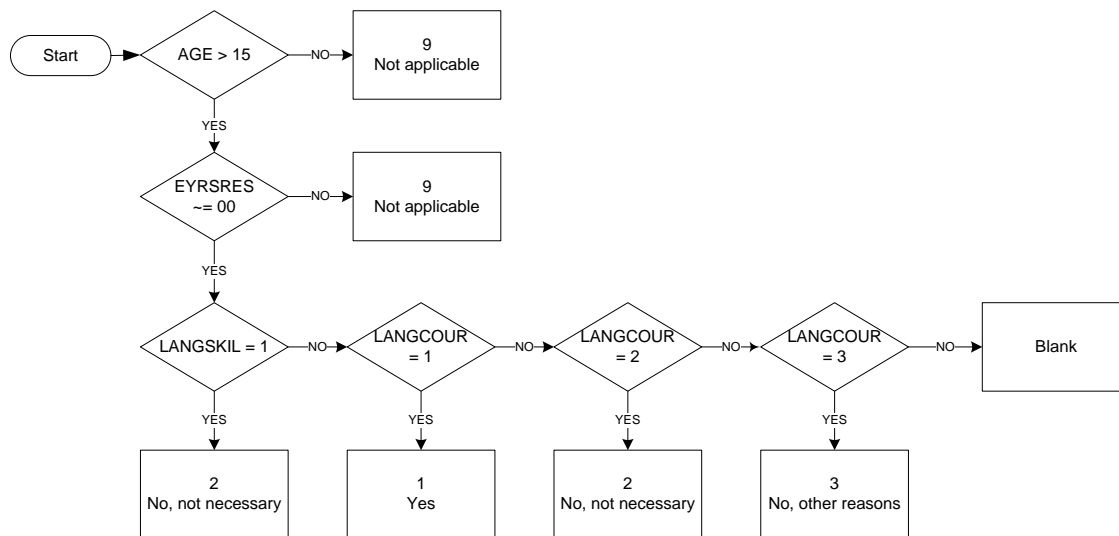 Start
AGE > 15
NO
9
Not applicable
YES
EYRSRES
~= 00
NO
9
Not applicable
YES
LANGSKIL = 1
NO
LANGCOUR
= 1
NO
LANGCOUR
= 2
NO
LANGCOUR
= 3
NO
Blank
YES
YES
YES
YES
2
No, not necessary
1
Yes
2
No, not necessary
3
No, other reasons